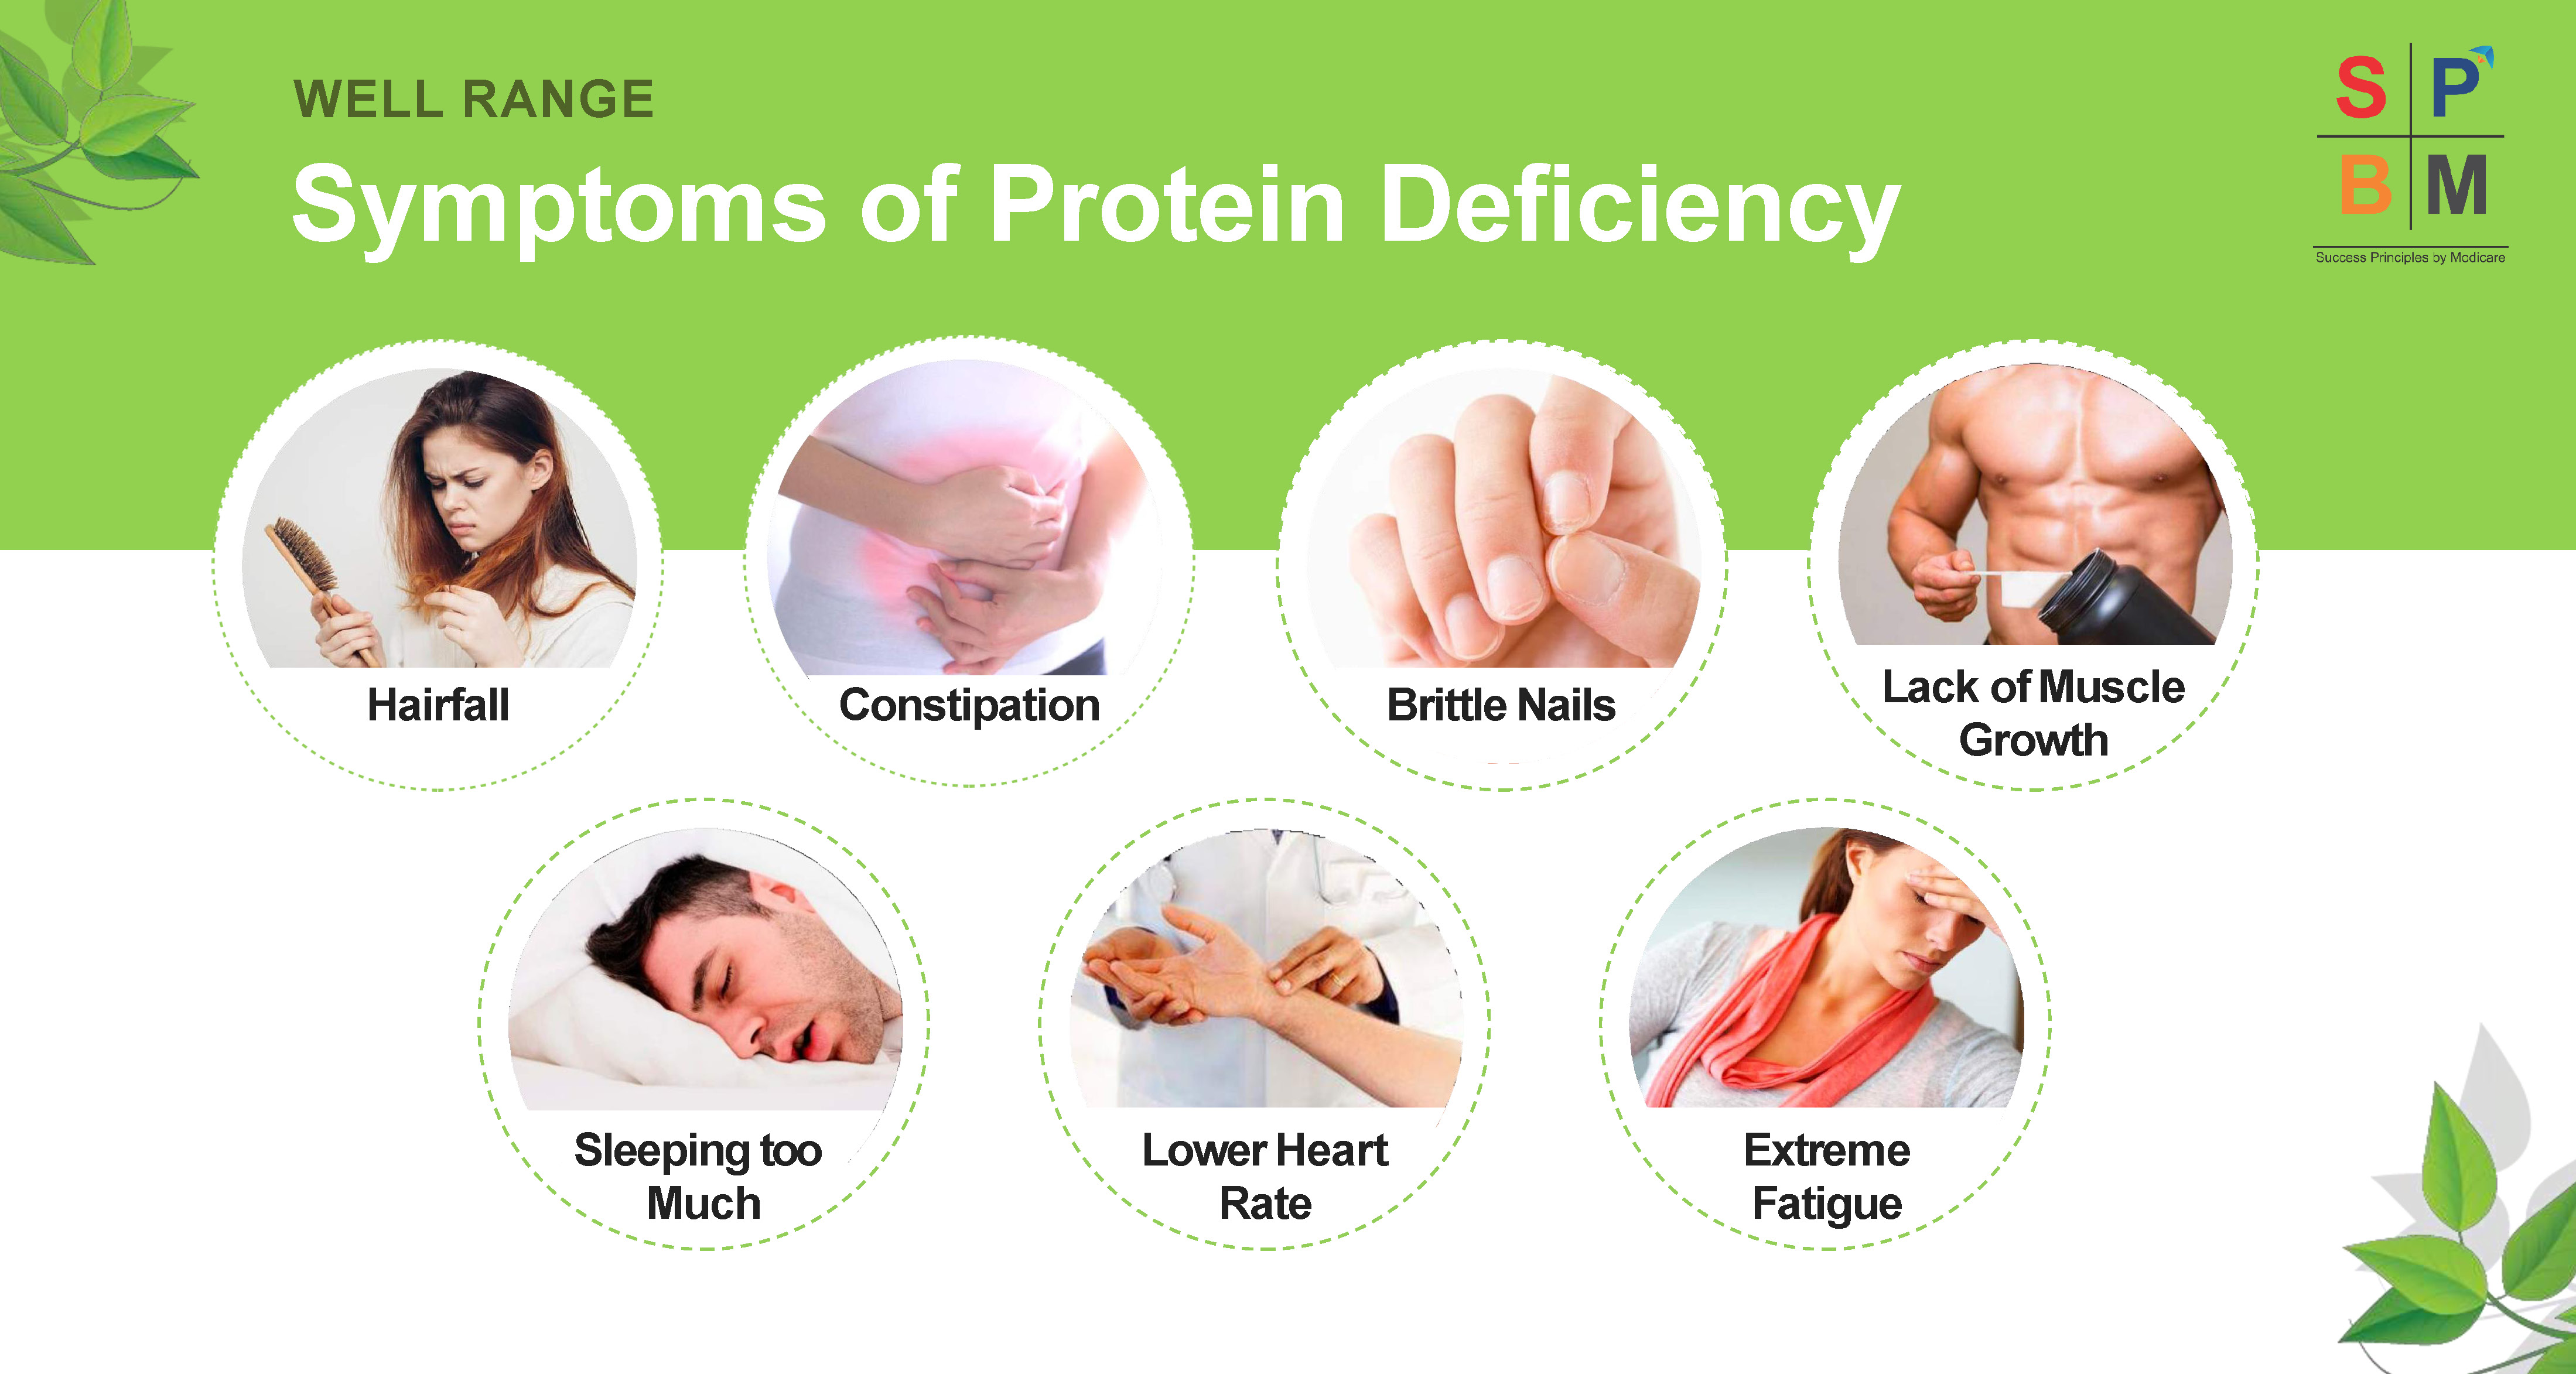 WELL RANGE
Symptoms of Protein Deficiency
S P
B M
Success Principles by Modicare
Hairfall
Constipation
Brittle Nails
Lack of Muscle
Growth
Sleeping too
Much
Lower Heart
Rate
Extreme
Fatigue